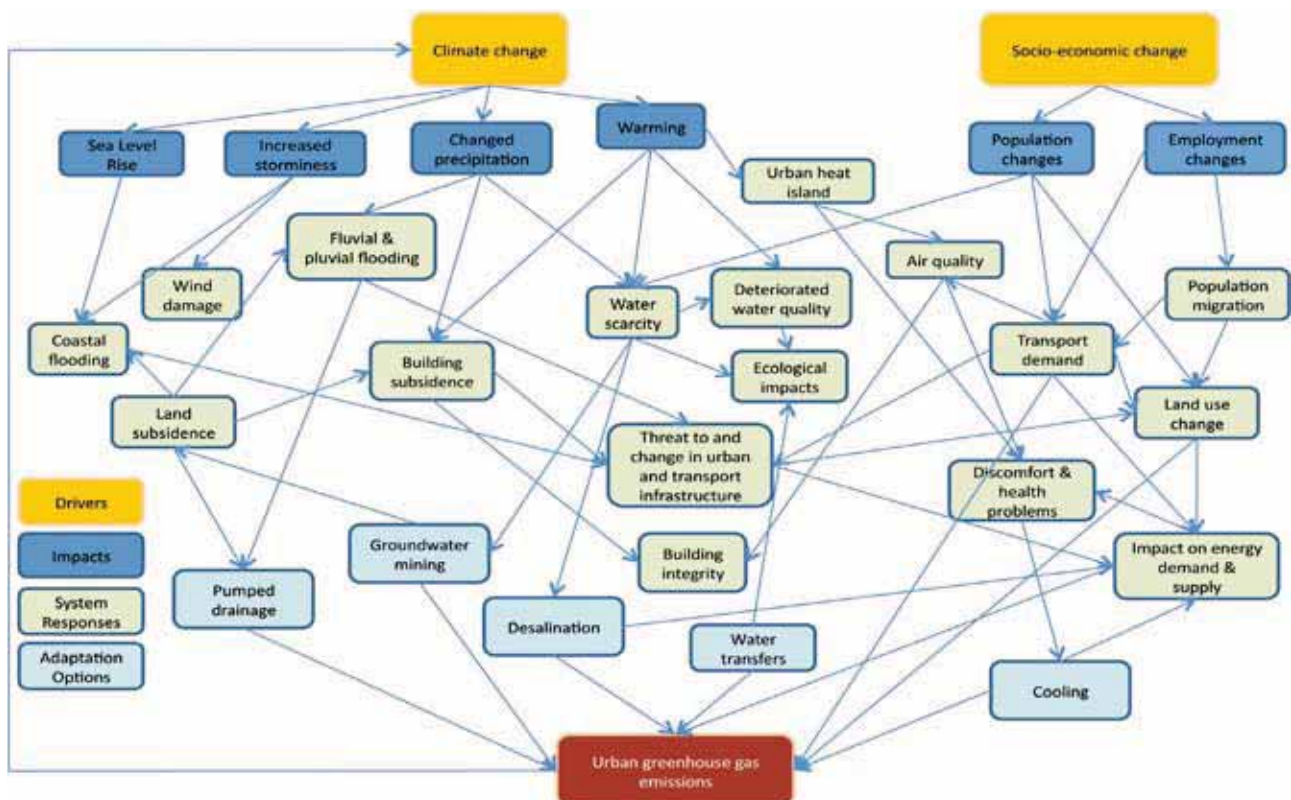 Climate change
Socio-economic change
Sea Level
Rise
Increased
storminess
Changed
precipitation
Warming
Population
changes
Employment
changes
Urban heat
island
Fluvial &
pluvial flooding
Air quality
Wind
damage
Water
scarcity
Deteriorated
water quality
Population
migration
Coastal
flooding
Building
subsidence
Ecological
impacts
Transport
demand
Land
subsidence
Land use
change
Threat to and
change in urban
and transport
infrastructure
Discomfort &
health
problems
Drivers
Impacts
System
Responses
Adaptation
Options
Groundwater
mining
Building
integrity
Impact on energy
demand &
supply
Pumped
drainage
Desalination
Water
transfers
Cooling
Urban greenhouse gas
emissions